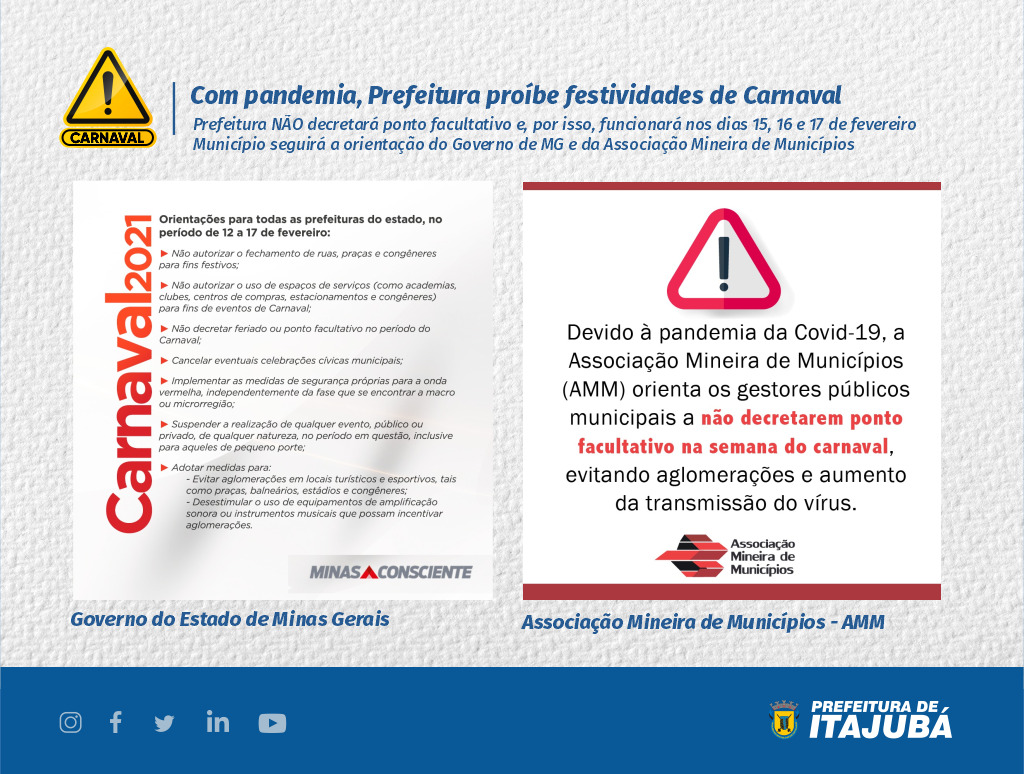 CARNAVAL
Com pandemia, Prefeitura proíbe festividades de Carnaval
Prefeitura NÃO decretará ponto facultativo e, por isso, funcionará nos dias 15, 16 e 17 de fevereiro
Município seguirá a orientação do Governo de MG e da Associação Mineira de Municípios
Carnaval2021
Orientações para todas as prefeituras do estado, no
período de 12 a 17 de fevereiro:
► Não autorizar o fechamento de ruas, praças e congêneres
para fins festivos;
► Não autorizar o uso de espaços de serviços (como academias,
clubes, centros de compras, estacionamentos e congêneres)
para fins de eventos de Carnaval;
► Não decretar feriado ou ponto facultativo no período do
Carnaval;
► Cancelar eventuais celebrações cívicas municipais;
► Implementar as medidas de segurança próprias para a onda
vermelha, independentemente da fase que se encontrar a macro
ou microrregião;
► Suspender a realização de qualquer evento, público ou
privado, de qualquer natureza, no período em questão, inclusive
para aqueles de pequeno porte;
► Adotar medidas para:
- Evitar aglomerações em locais turísticos e esportivos, tais
como praças, balneários, estádios e congêneres;
- Desestimular o uso de equipamentos de amplificação
sonora ou instrumentos musicais que possam incentivar
aglomerações.
MINAS CONSCIENTE
Governo do Estado de Minas Gerais
Devido à pandemia da Covid-19, a
Associação Mineira de Municípios
(AMM) orienta os gestores públicos
municipais a não decretarem ponto
facultativo na semana do carnaval,
evitando aglomerações e aumento
da transmissão do vírus.
Associação
Mineira de
Municípios
Associação Mineira de Municípios - AMM
PREFEITURA DE
ITAJUBÁ